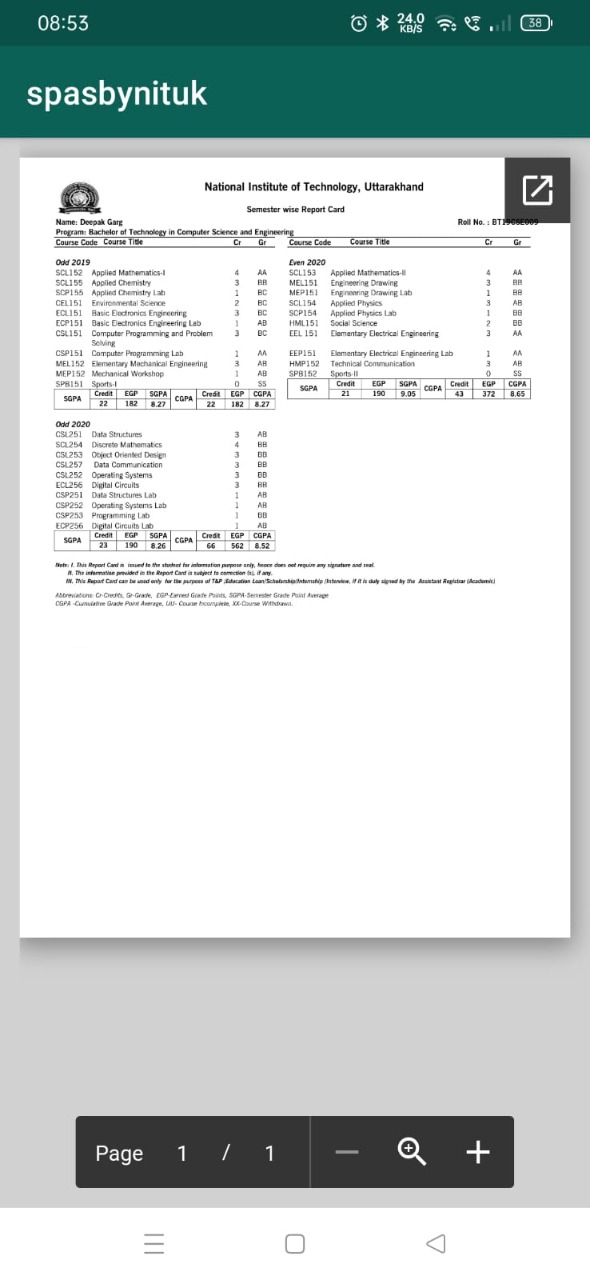 08:53
24.0 KB/S
38
spasbynituk
National Institute of Technology, Uttarakhand
Semester wise Report Card
Name: Deepak Garg
Roll No. : BT19CSE009
Program: Bachelor of Technology in Computer Science and Engineering
Course Code Course Title Cr Gr
Odd 2019
SCL152 Applied Mathematics-I 4 AA
SCL155 Applied Chemistry 3 BB
SCP155 Applied Chemistry Lab 1 BC
CEL151 Environmental Science 2 BC
ECL151 Basic Electronics Engineering 3 BC
ECP151 Basic Electronics Engineering Lab 1 AB
CSL151 Computer Programming and Problem 3 BC
Solving
CSP151 Computer Programming Lab 1 AA
MEL152 Elementary Mechanical Engineering 3 AB
MEP152 Mechanical Workshop 1 AB
SPB151 Sports-I 0 SS
SGPA Credit EGP SGPA CGPA Credit EGP CGPA
22 182 8.27 22 182 8.27
Course Code Course Title Cr Gr
Even 2020
SCL153 Applied Mathematics-II 4 AA
MEL151 Engineering Drawing 3 BB
MEP151 Engineering Drawing Lab 1 BB
SCL154 Applied Physics 3 AB
SCP154 Applied Physics Lab 1 BB
HML151 Social Science 2 BB
EEL 151 Elementary Electrical Engineering 3 AA
EEP151 Elementary Electrical Engineering Lab 1 AA
HMP152 Technical Communication 3 AB
SPB152 Sports-II 0 SS
SGPA Credit EGP SGPA CGPA Credit EGP CGPA
21 190 9.05 43 372 8.65
Odd 2020
CSL251 Data Structures 3 AB
SCL254 Discrete Mathematics 4 BB
CSL253 Object Oriented Design 3 BB
CSL257 Data Communication 3 BB
CSL252 Operating Systems 3 BB
ECL256 Digital Circuits 3 BB
CSP251 Data Structures Lab 1 AB
CSP252 Operating Systems Lab 1 AB
CSP253 Programming Lab 1 BB
ECP256 Digital Circuits Lab 1 AB
SGPA Credit EGP SGPA CGPA Credit EGP CGPA
23 190 8.26 66 562 8.52
Note: I. This Report Card is issued to the student for information purpose only, hence does not require any signature and seal.
II. The information provided in the Report Card is subject to correction (s), if any.
III. This Report Card can be used only for the purpose of T&P /Education Loan/Scholarship/Internship /Interview, if it is duly signed by the Assistant Registrar (Academic)
Abbreviations: Cr-Credits, Gr-Grade, EGP-Earned Grade Points, SGPA-Semester Grade Point Average
CGPA -Cumulative Grade Point Average, UU- Course Incomplete, XX-Course Withdrawn.
Page 1 / 1